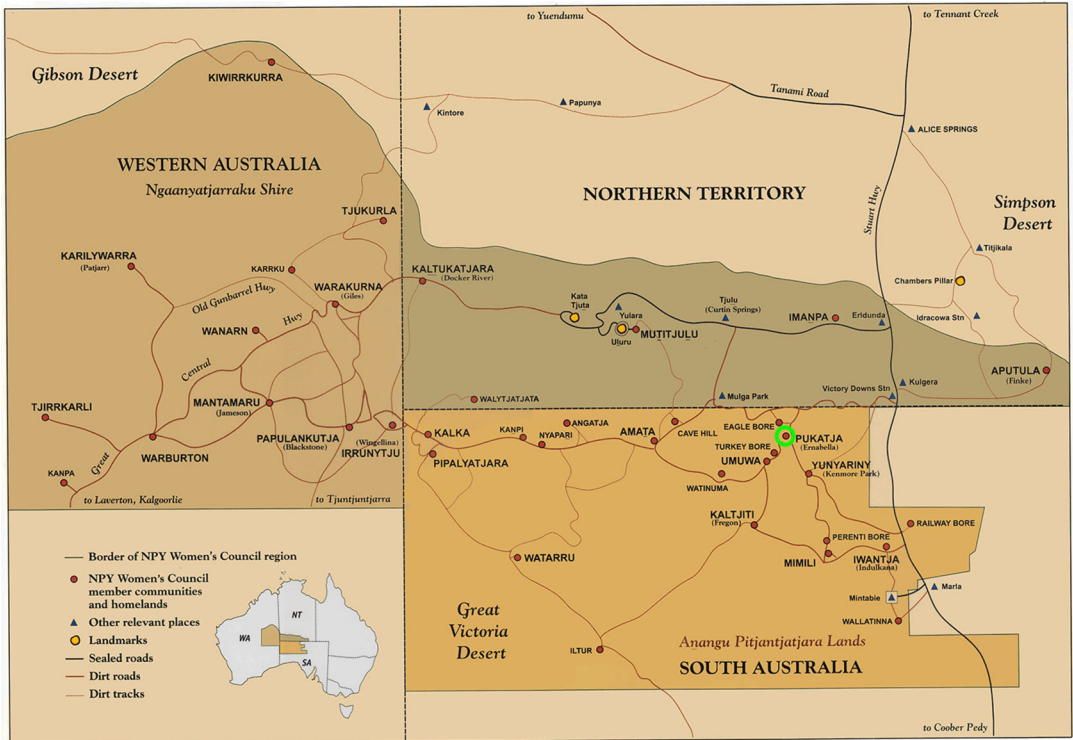 to Yuendumu
to Tennant Creek
Gibson Desert
KIWIRRKURRA
Kintore
Papunya
Tanami Road
ALICE SPRINGS
WESTERN AUSTRALIA
Ngaanyatjarraku Shire
NORTHERN TERRITORY
Stuart Hwy
Simpson
Desert
TJUKURLA
Titjikala
KARILYWARRA
(Patjarr)
KARRKU
KALTUKATJARA
(Docker River)
Chambers Pillar
Old Gunbarrel Hwy
WARAKURNA
(Giles)
Kata
Tjuta
Yulara
Tjulu
(Curtin Springs)
IMANPA
Erldunda
Idracowa Stn
WANARN
Hwy
Uluru
MUTITJULU
Central
APUTULA
(Finke)
Kulgera
Victory Downs Stn
MANTAMARU
(Jameson)
WALYTJATJATA
Mulga Park
TJIRRKARLI
PAPULANKUTJA
(Blackstone)
(Wingellina)
IRRUNYTJU
KALKA
KANPI
NYAPARI
ANGATJA
AMATA
CAVE HILL
EAGLE BORE
PUKATJA
(Ernabella)
TURKEY BORE
WARBURTON
PIPALYATJARA
UMUWA
YUNYARINY
(Kenmore Park)
KANPA
Great
WATINUMA
to Laverton, Kalgoorlie
to Tjuntjuntjarra
KALTJITI
(Fregon)
RAILWAY BORE
PERENTI BORE
WATARRU
MIMILI
IWANTJA
(Indulkana)
Mintabie
Marla
WALLATINNA
Great
Victoria
Desert
ILTUR
Anangu Pitjantjatjara Lands
SOUTH AUSTRALIA
to Coober Pedy
Border of NPY Women's Council region
NPY Women's Council
member communities
and homelands
Other relevant places
Landmarks
Sealed roads
Dirt roads
Dirt tracks
WA
NT
SA